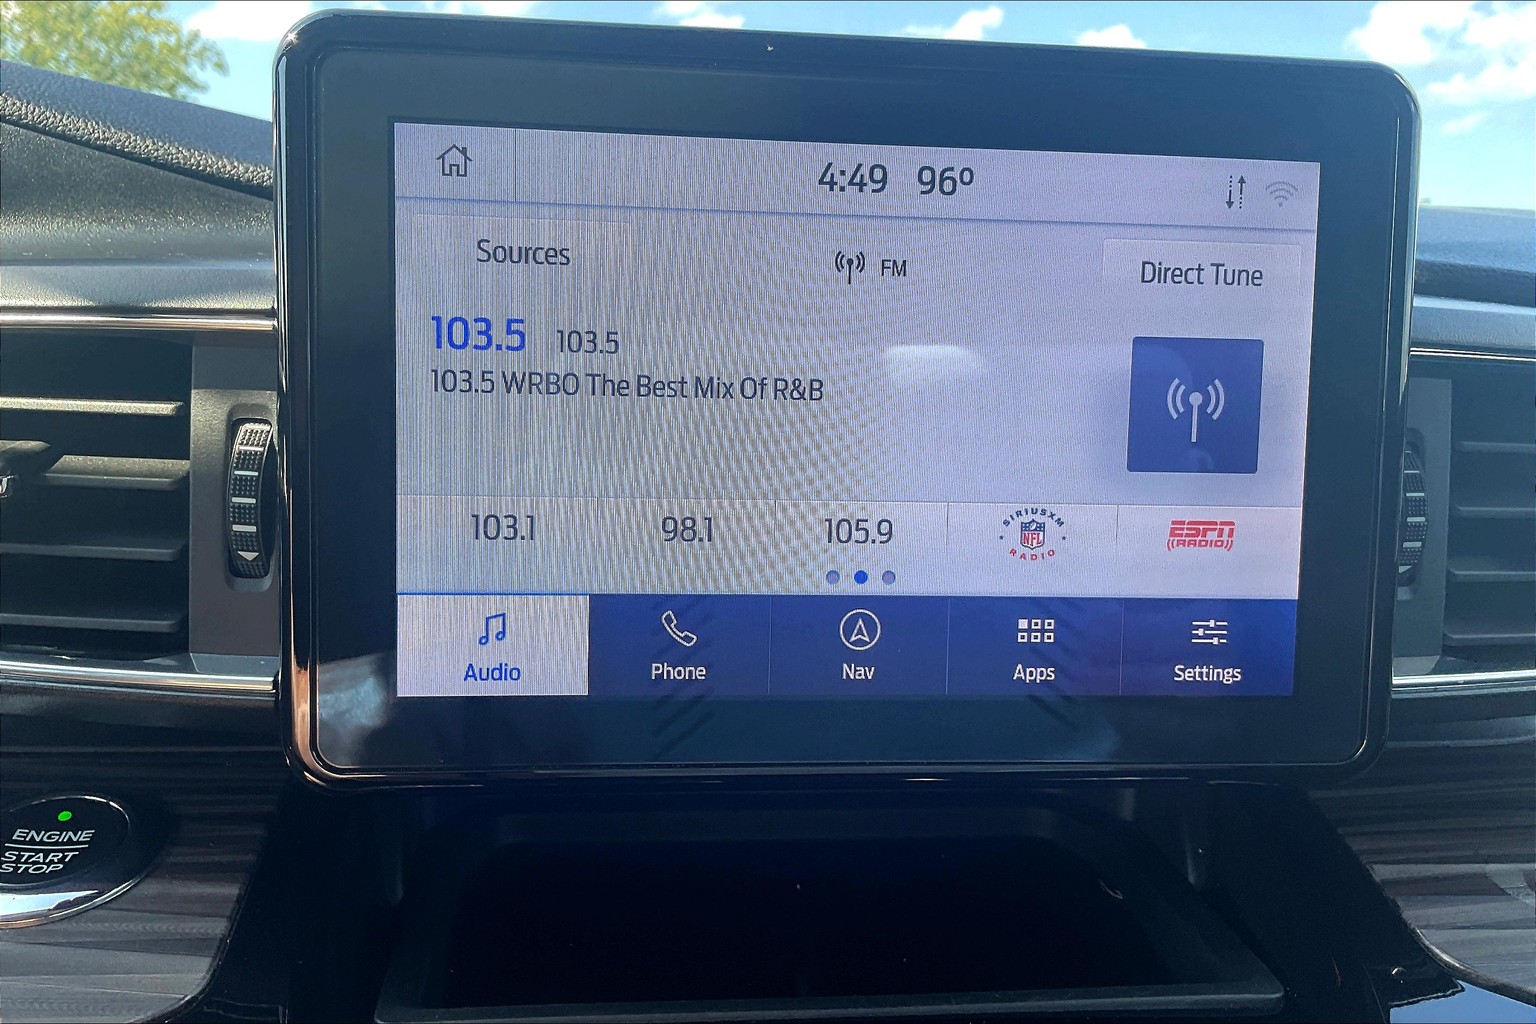 4:49 96º
Sources
FM
Direct Tune
103.5 103.5
103.5 WRBO The Best Mix Of R&B
103.1
98.1
105.9
SIRIUSXM
NFL
RADIO
ESPN
RADIO
Audio
Phone
Nav
Apps
Settings
ENGINE
START
STOP